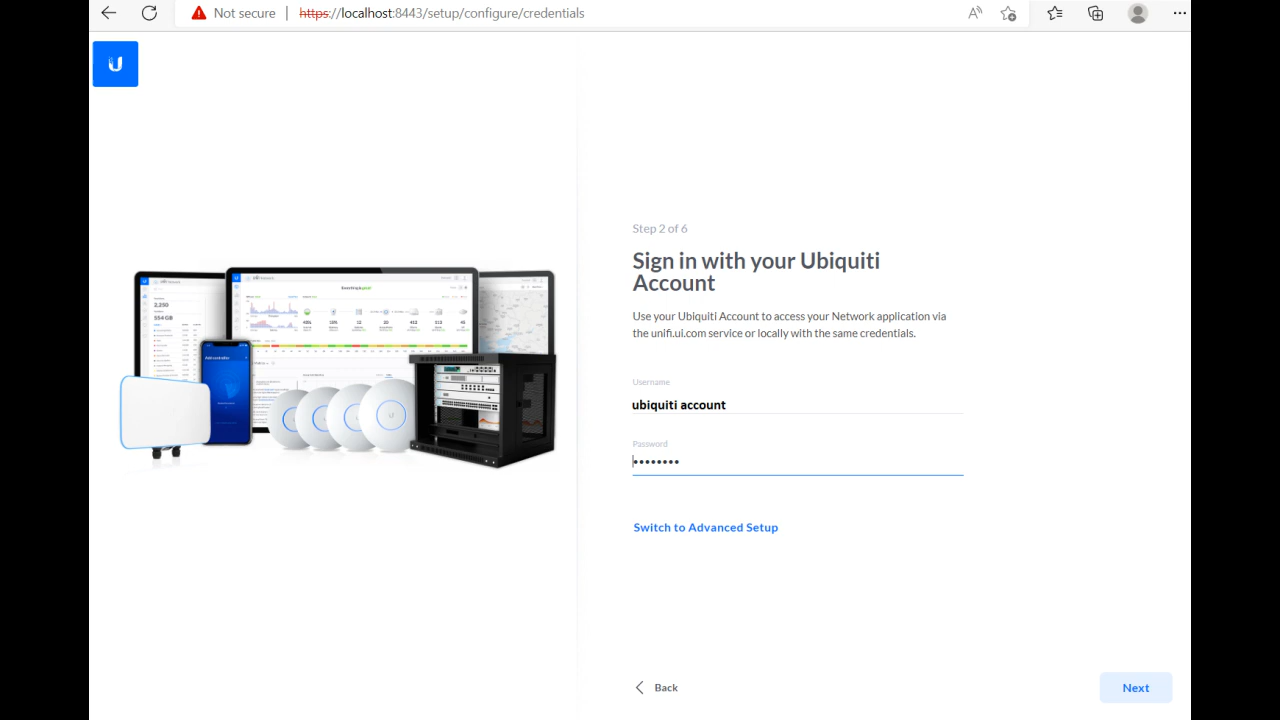 Not secure | https://localhost:8443/setup/configure/credentials
Step 2 of 6
Sign in with your Ubiquiti
Account
Use your Ubiquiti Account to access your Network application via
the unifi.ui.com service or locally with the same credentials.
Username
ubiquiti account
Password
••••••••
Switch to Advanced Setup
Back
Next